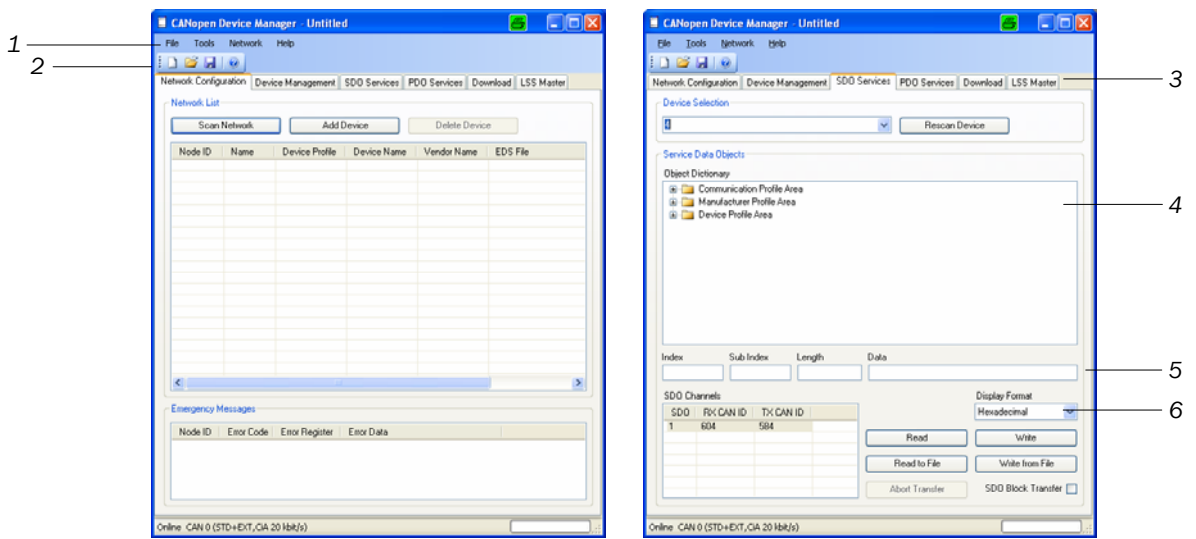 CANopen Device Manager - Untitled
File Tools Network Help
Network Configuration Device Management SDO Services PDO Services Download LSS Master
Network List
Scan Network Add Device Delete Device
Node ID Name Device Profile Device Name Vendor Name EDS File
Emergency Messages
Node ID Error Code Error Register Error Data
Online CAN 0 (STD+EXT,CiA 20 kbit/s)
1
2
CANopen Device Manager - Untitled
File Tools Network Help
Network Configuration Device Management SDO Services PDO Services Download LSS Master
Device Selection
4 Rescan Device
Service Data Objects
Object Dictionary
Communication Profile Area
Manufacturer Profile Area
Device Profile Area
Index Sub Index Length Data
SDO Channels Display Format
SDO RX CAN ID TX CAN ID Hexadecimal
1 604 584
Read Write
Read to File Write from File
Abort Transfer SDO Block Transfer
Online CAN 0 (STD+EXT,CiA 20 kbit/s)
3
4
5
6